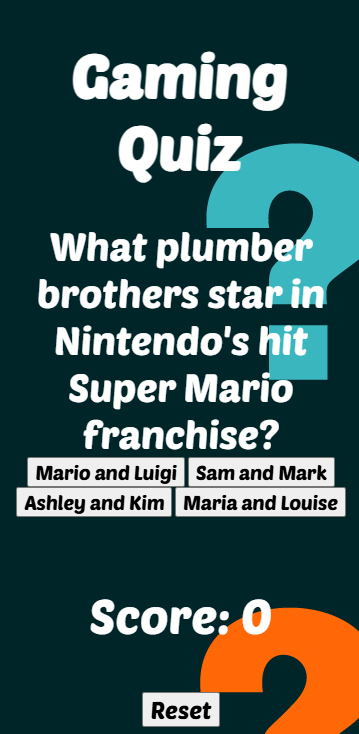 Gaming
Quiz
What plumber
brothers star in
Nintendo's hit
Super Mario
franchise?
Mario and Luigi Sam and Mark
Ashley and Kim Maria and Louise
Score: 0
Reset